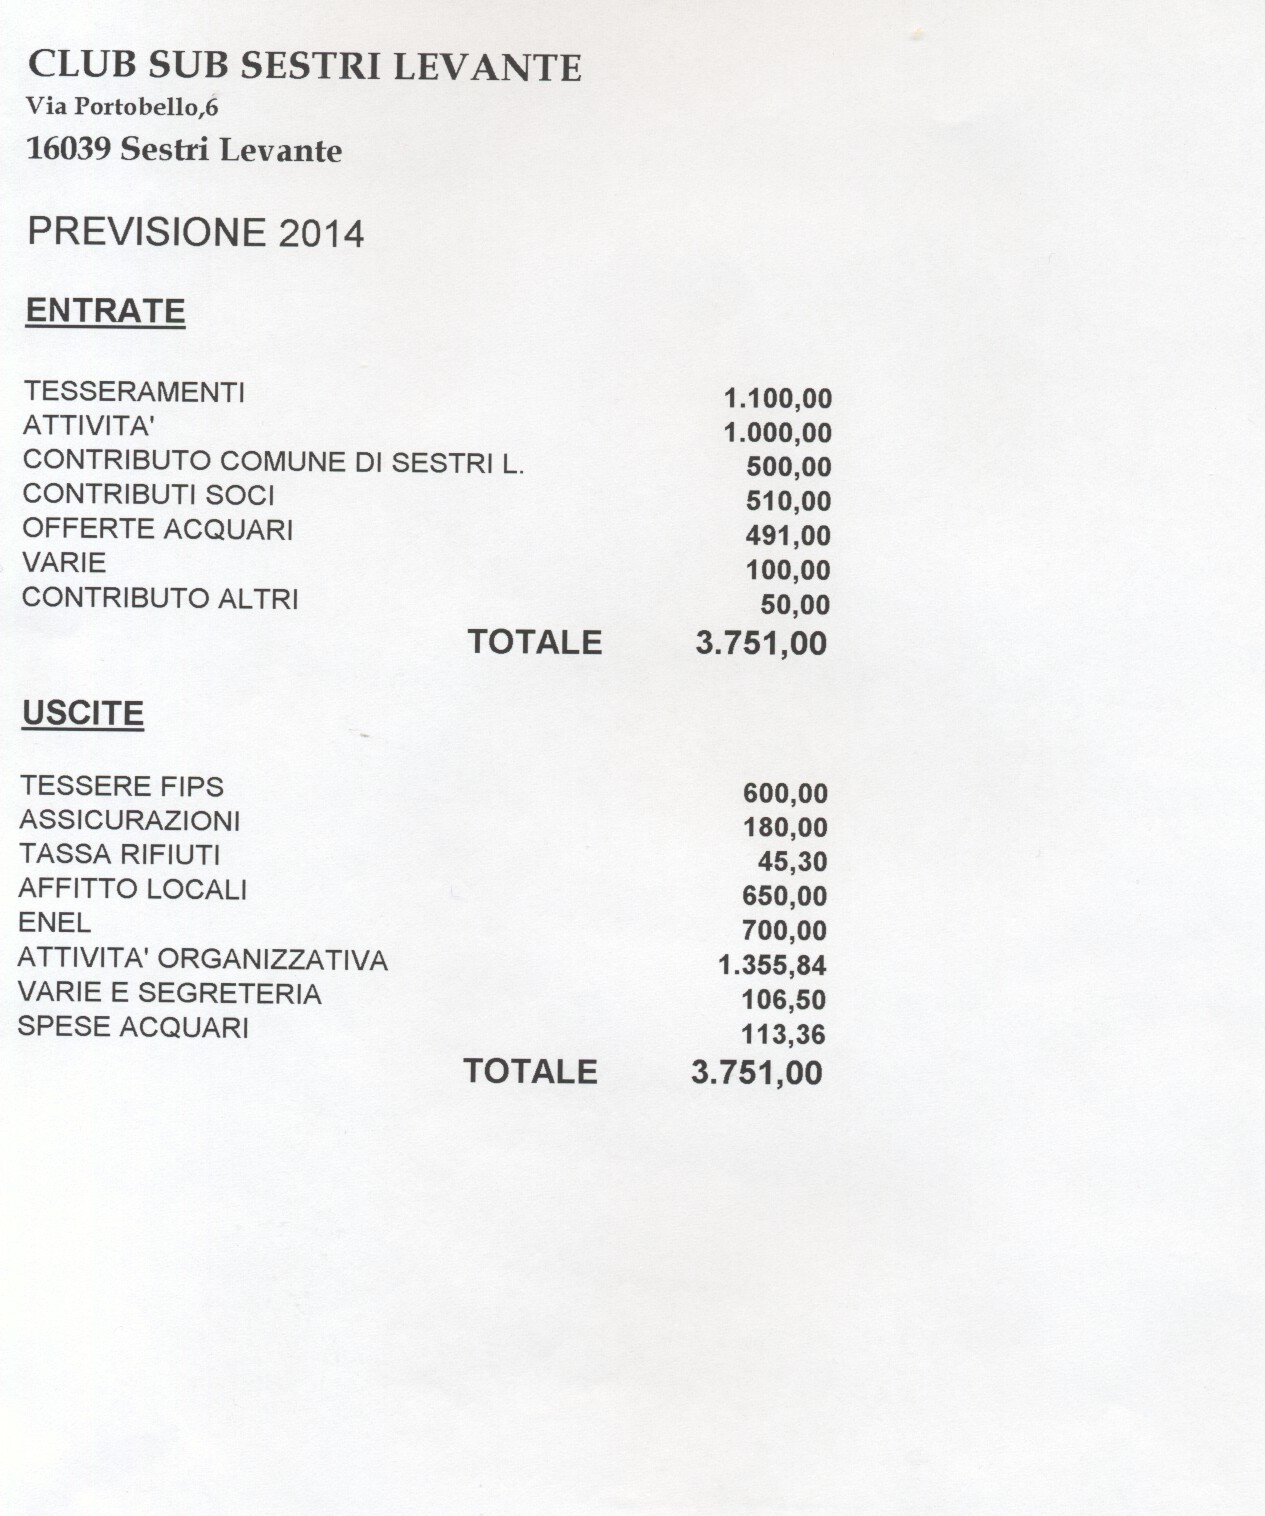 CLUB SUB SESTRI LEVANTE
Via Portobello,6
16039 Sestri Levante
PREVISIONE 2014
ENTRATE
TESSERAMENTI 1.100,00
ATTIVITA' 1.000,00
CONTRIBUTO COMUNE DI SESTRI L. 500,00
CONTRIBUTI SOCI 510,00
OFFERTE ACQUARI 491,00
VARIE 100,00
CONTRIBUTO ALTRI 50,00
TOTALE 3.751,00
USCITE
TESSERE FIPS 600,00
ASSICURAZIONI 180,00
TASSA RIFIUTI 45,30
AFFITTO LOCALI 650,00
ENEL 700,00
ATTIVITA' ORGANIZZATIVA 1.355,84
VARIE E SEGRETERIA 106,50
SPESE ACQUARI 113,36
TOTALE 3.751,00